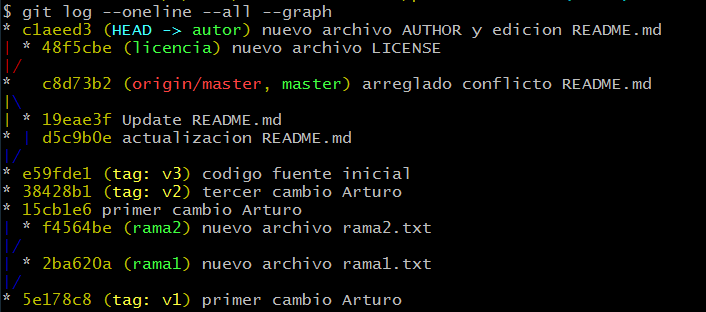 $ git log --oneline --all --graph
* c1aeed3 (HEAD -> autor) nuevo archivo AUTHOR y edicion README.md
| * 48f5cbe (licencia) nuevo archivo LICENSE
|/
*   c8d73b2 (origin/master, master) arreglado conflicto README.md
|\
| * 19eae3f Update README.md
* | d5c9b0e actualizacion README.md
|/
* e59fde1 (tag: v3) codigo fuente inicial
* 38428b1 (tag: v2) tercer cambio Arturo
* 15cb1e6 primer cambio Arturo
| * f4564be (rama2) nuevo archivo rama2.txt
|/
| * 2ba620a (rama1) nuevo archivo rama1.txt
|/
* 5e178c8 (tag: v1) primer cambio Arturo